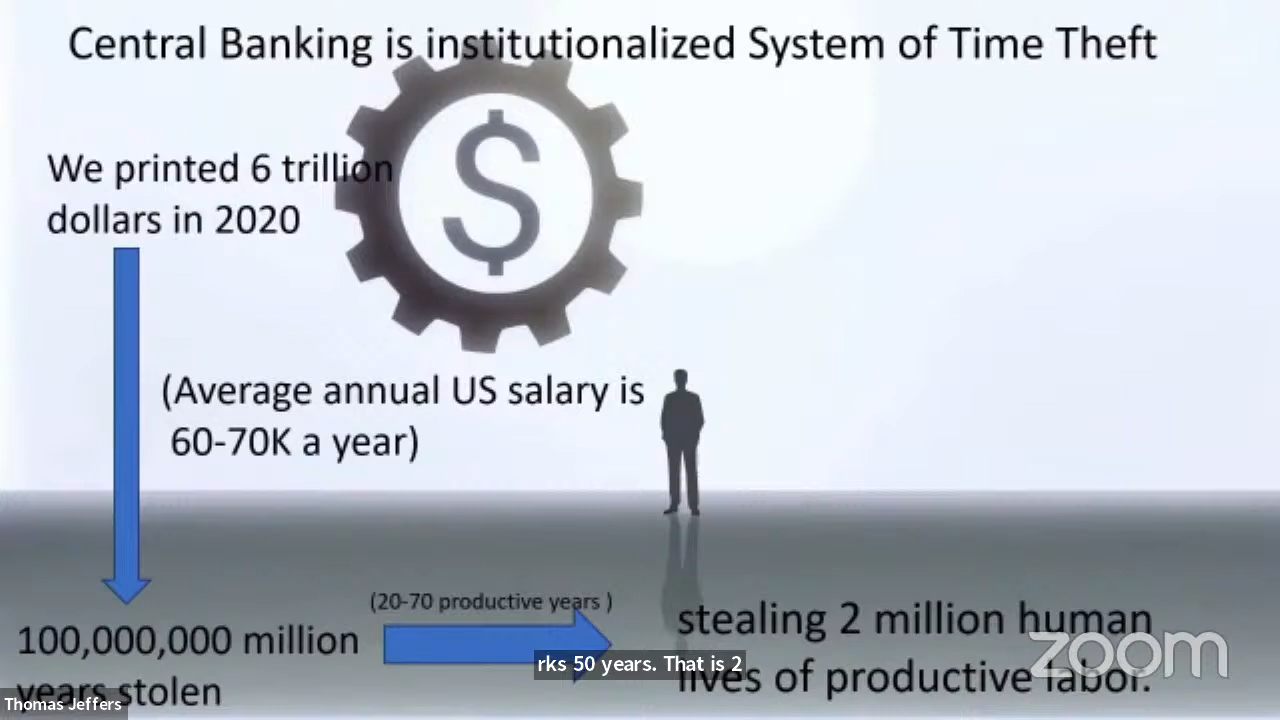 Central Banking is institutionalized System of Time Theft
$
We printed 6 trillion
dollars in 2020
(Average annual US salary is
60-70K a year)
(20-70 productive years )
100,000,000 million
years stolen
stealing 2 million human
lives of productive labor.
zoom
rks 50 years. That is 2
Thomas Jeffers